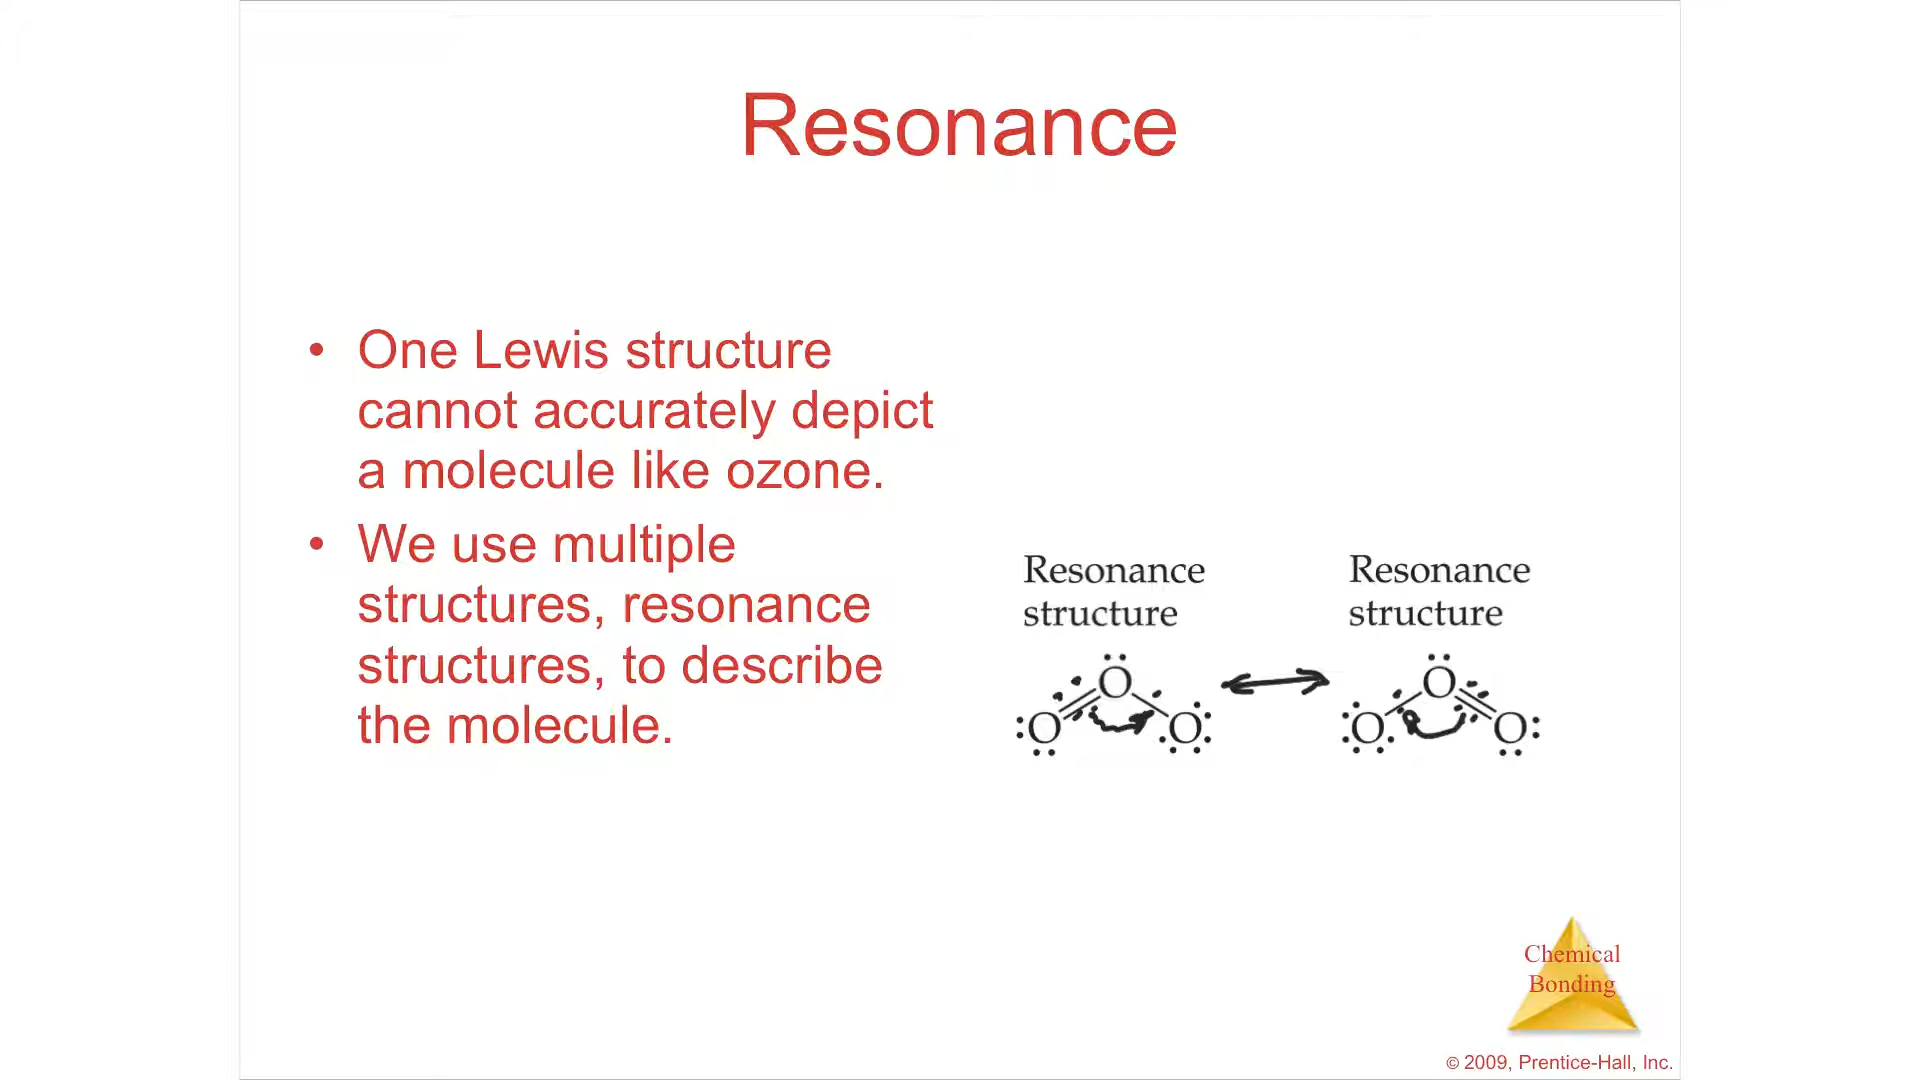 Resonance
• One Lewis structure
cannot accurately depict
a molecule like ozone.
• We use multiple
structures, resonance
structures, to describe
the molecule.
Resonance
structure
Resonance
structure
O
O O
O
O O
Chemical
Bonding
© 2009, Prentice-Hall, Inc.